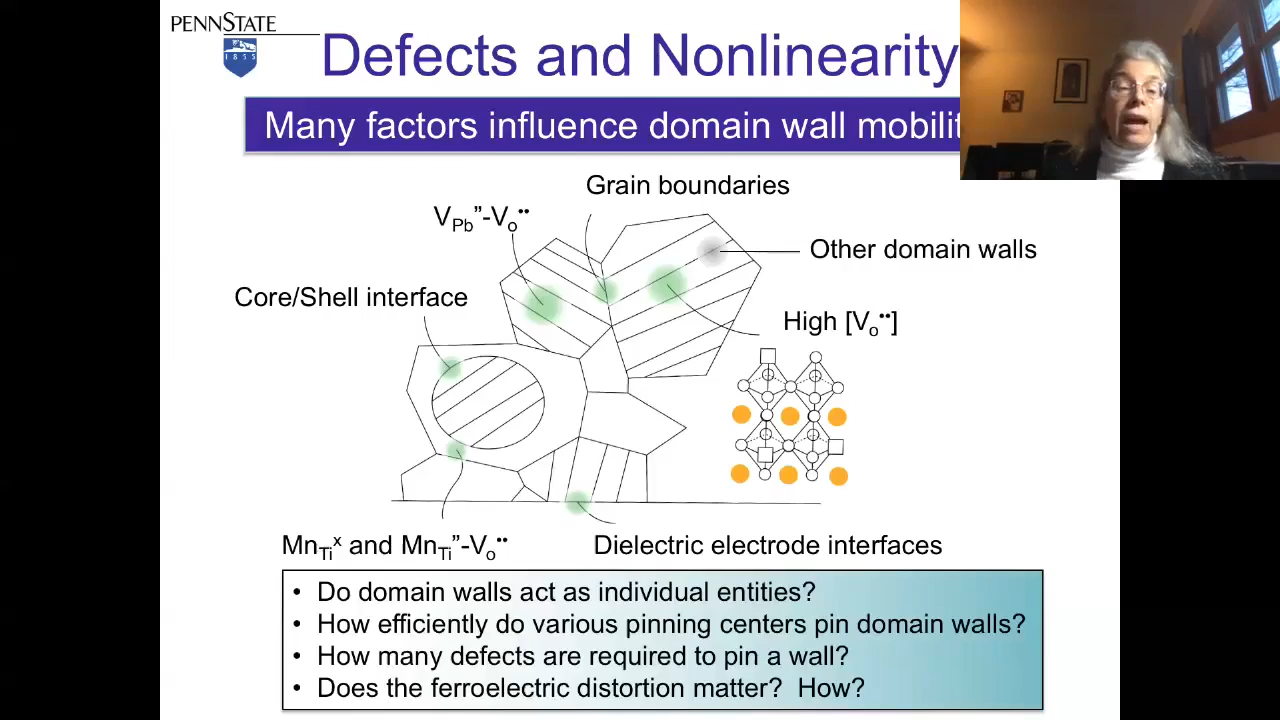 PENNSTATE
1855
Defects and Nonlinearity
Many factors influence domain wall mobilit
Grain boundaries
V_Pb”-V_o^••
Other domain walls
Core/Shell interface
High [V_o^••]
Mn_Ti^x and Mn_Ti”-V_o^••
Dielectric electrode interfaces
• Do domain walls act as individual entities?
• How efficiently do various pinning centers pin domain walls?
• How many defects are required to pin a wall?
• Does the ferroelectric distortion matter? How?